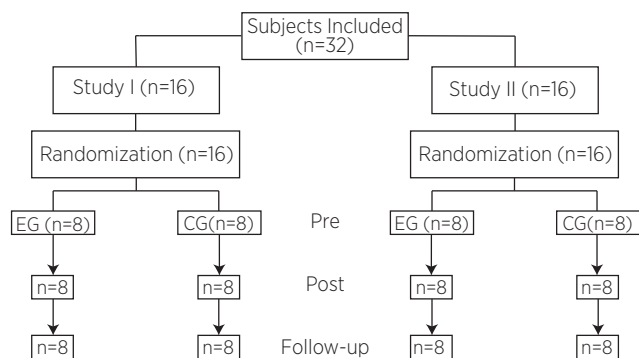 Subjects Included
(n=32)
Study I (n=16)
Study II (n=16)
Randomization (n=16)
Randomization (n=16)
EG (n=8)
CG(n=8)
Pre
EG (n=8)
CG(n=8)
n=8
n=8
Post
n=8
n=8
n=8
n=8
Follow-up
n=8
n=8